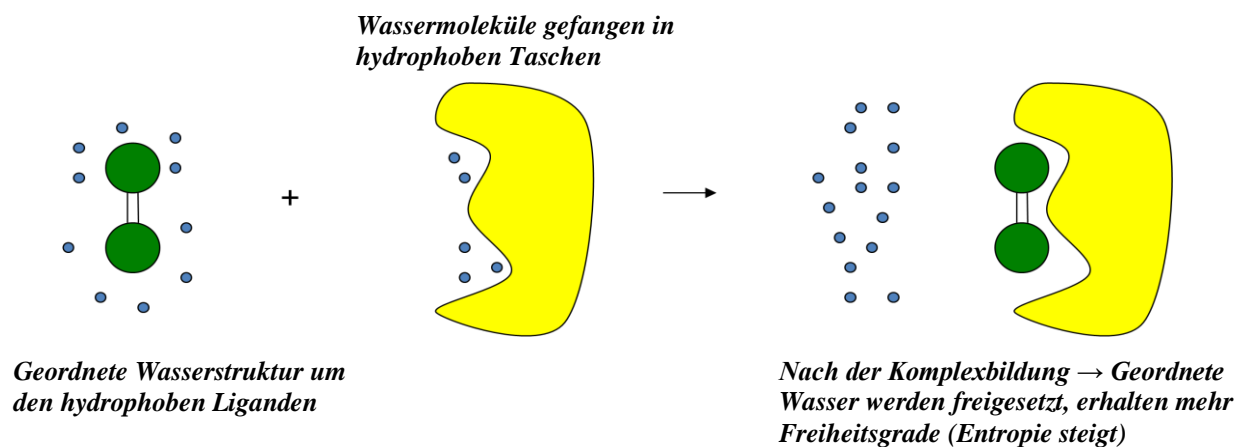 Wassermoleküle gefangen in
hydrophoben Taschen
+
Geordnete Wasserstruktur um
den hydrophoben Liganden
Nach der Komplexbildung → Geordnete
Wasser werden freigesetzt, erhalten mehr
Freiheitsgrade (Entropie steigt)